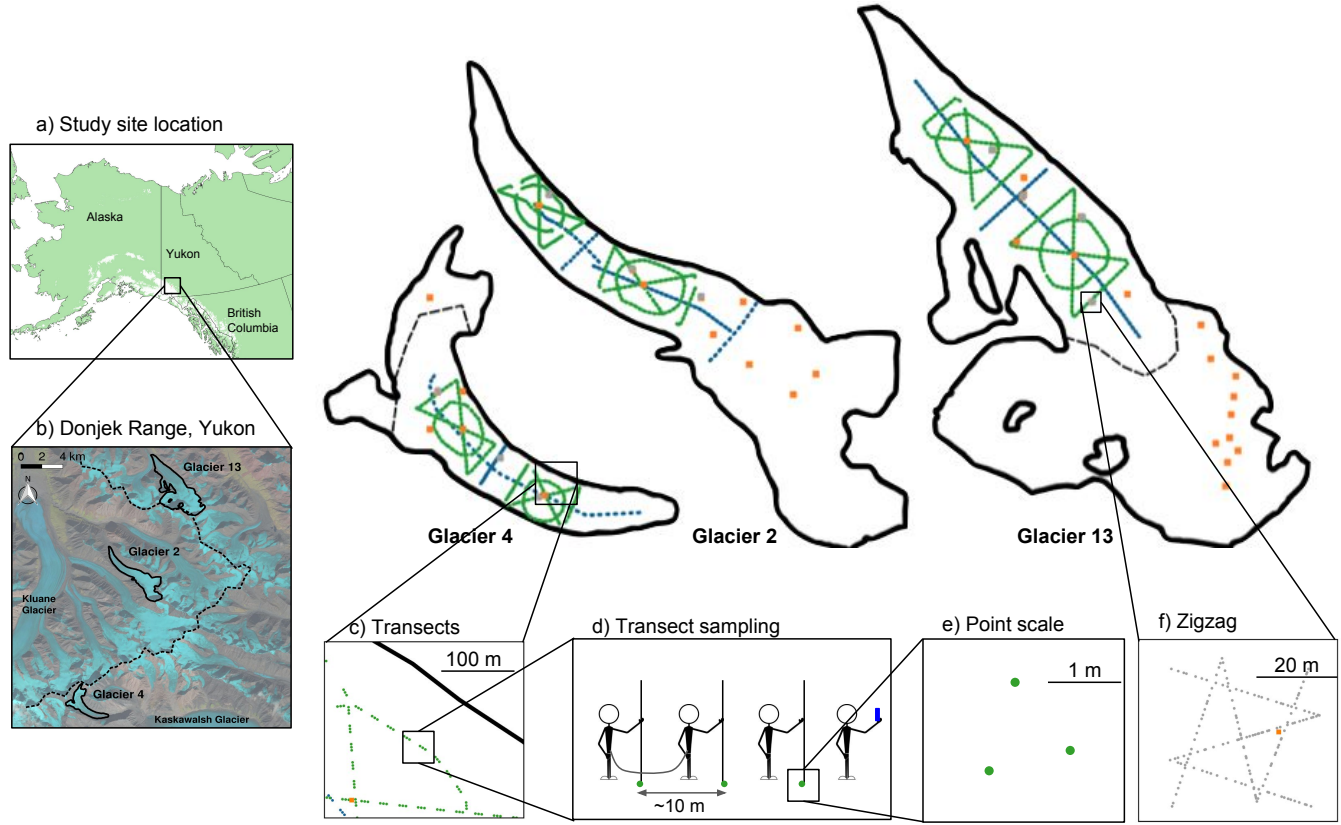 a) Study site location
Alaska
Yukon
British
Columbia
b) Donjek Range, Yukon
0 2 4 km
N
Glacier 13
Glacier 2
Kluane
Glacier
Glacier 4
Kaskawalsh Glacier
Glacier 4
Glacier 2
Glacier 13
c) Transects
100 m
d) Transect sampling
~10 m
e) Point scale
1 m
f) Zigzag
20 m